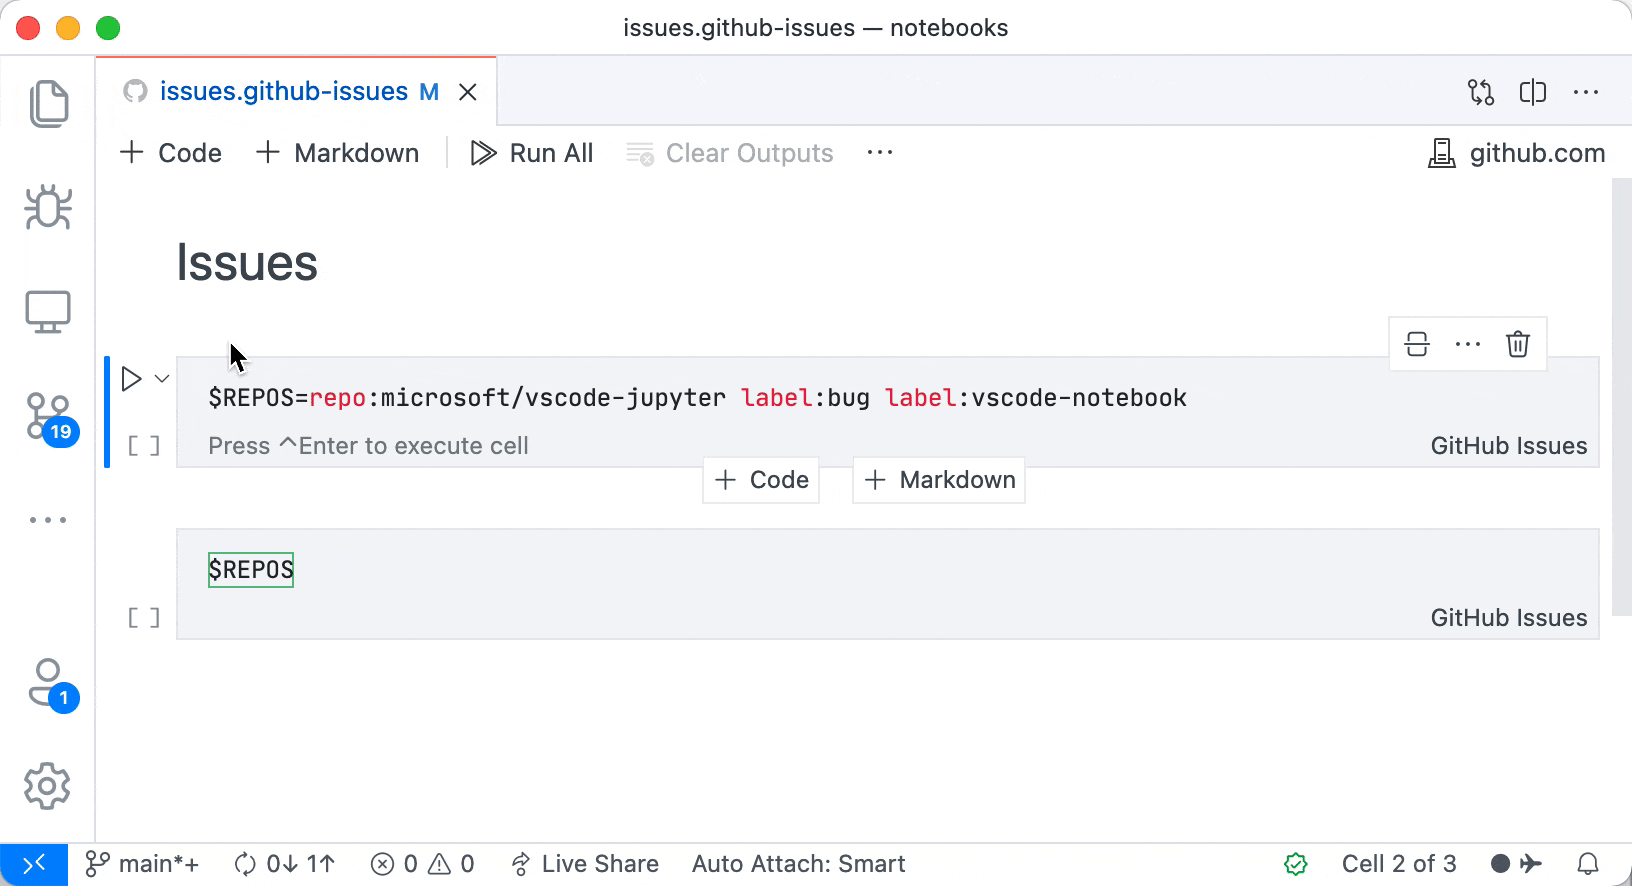 issues.github-issues — notebooks
issues.github-issues M
Code Markdown Run All Clear Outputs ... github.com
Issues
$REPOS=repo:microsoft/vscode-jupyter label:bug label:vscode-notebook
[ ] Press ^Enter to execute cell GitHub Issues
Code Markdown
19
$REPOS
[ ] GitHub Issues
1
main*+ 0↓ 1↑ 0 0 Live Share Auto Attach: Smart Cell 2 of 3